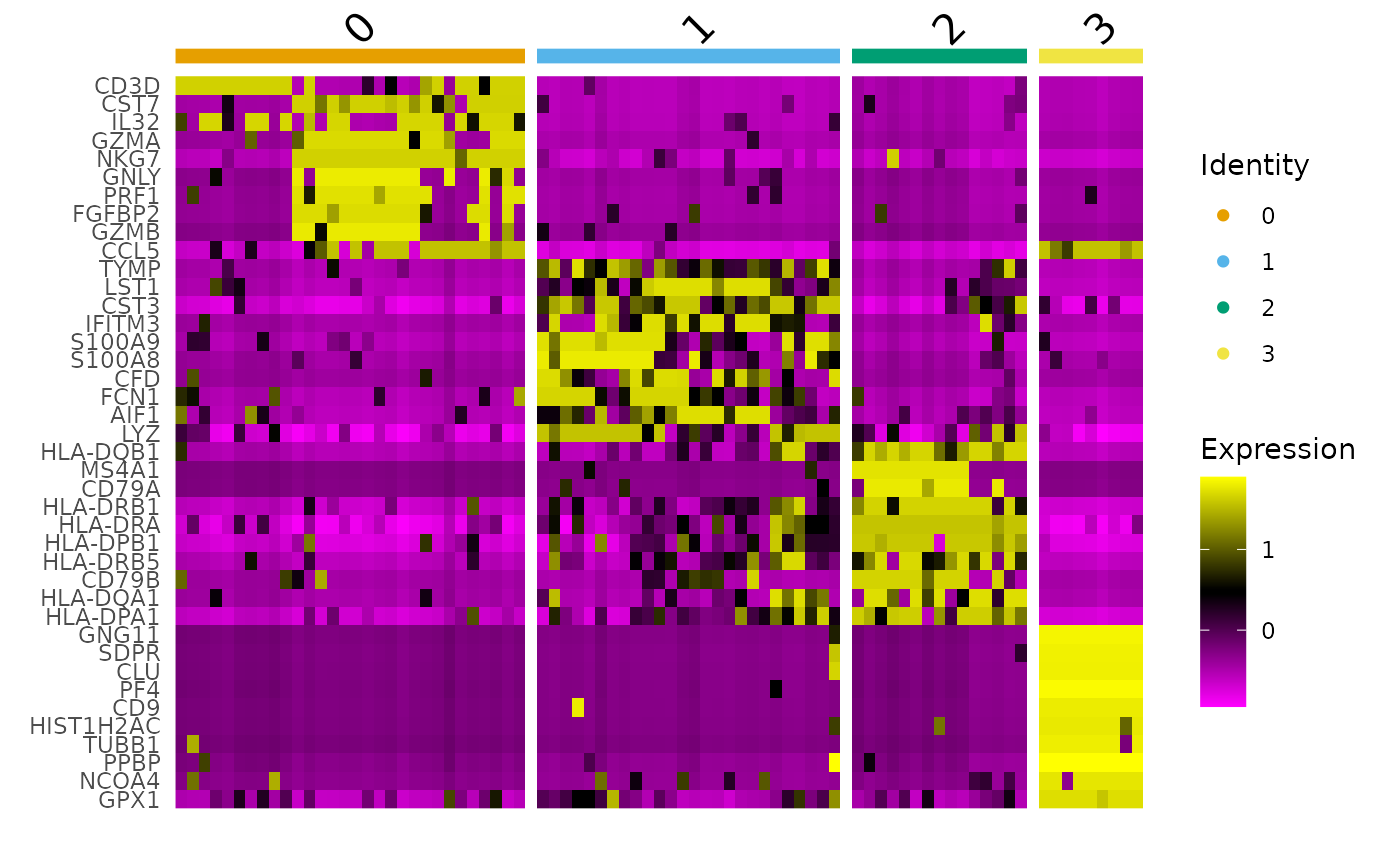 0 1 2 3
CD3D
CST7
IL32
GZMA
NKG7
GNLY
PRF1
FGFBP2
GZMB
CCL5
TYMP
LST1
CST3
IFITM3
S100A9
S100A8
CFD
FCN1
AIF1
LYZ
HLA-DQB1
MS4A1
CD79A
HLA-DRB1
HLA-DRA
HLA-DPB1
HLA-DRB5
CD79B
HLA-DQA1
HLA-DPA1
GNG11
SDPR
CLU
PF4
CD9
HIST1H2AC
TUBB1
PPBP
NCOA4
GPX1
Identity
0
1
2
3
Expression
1
0